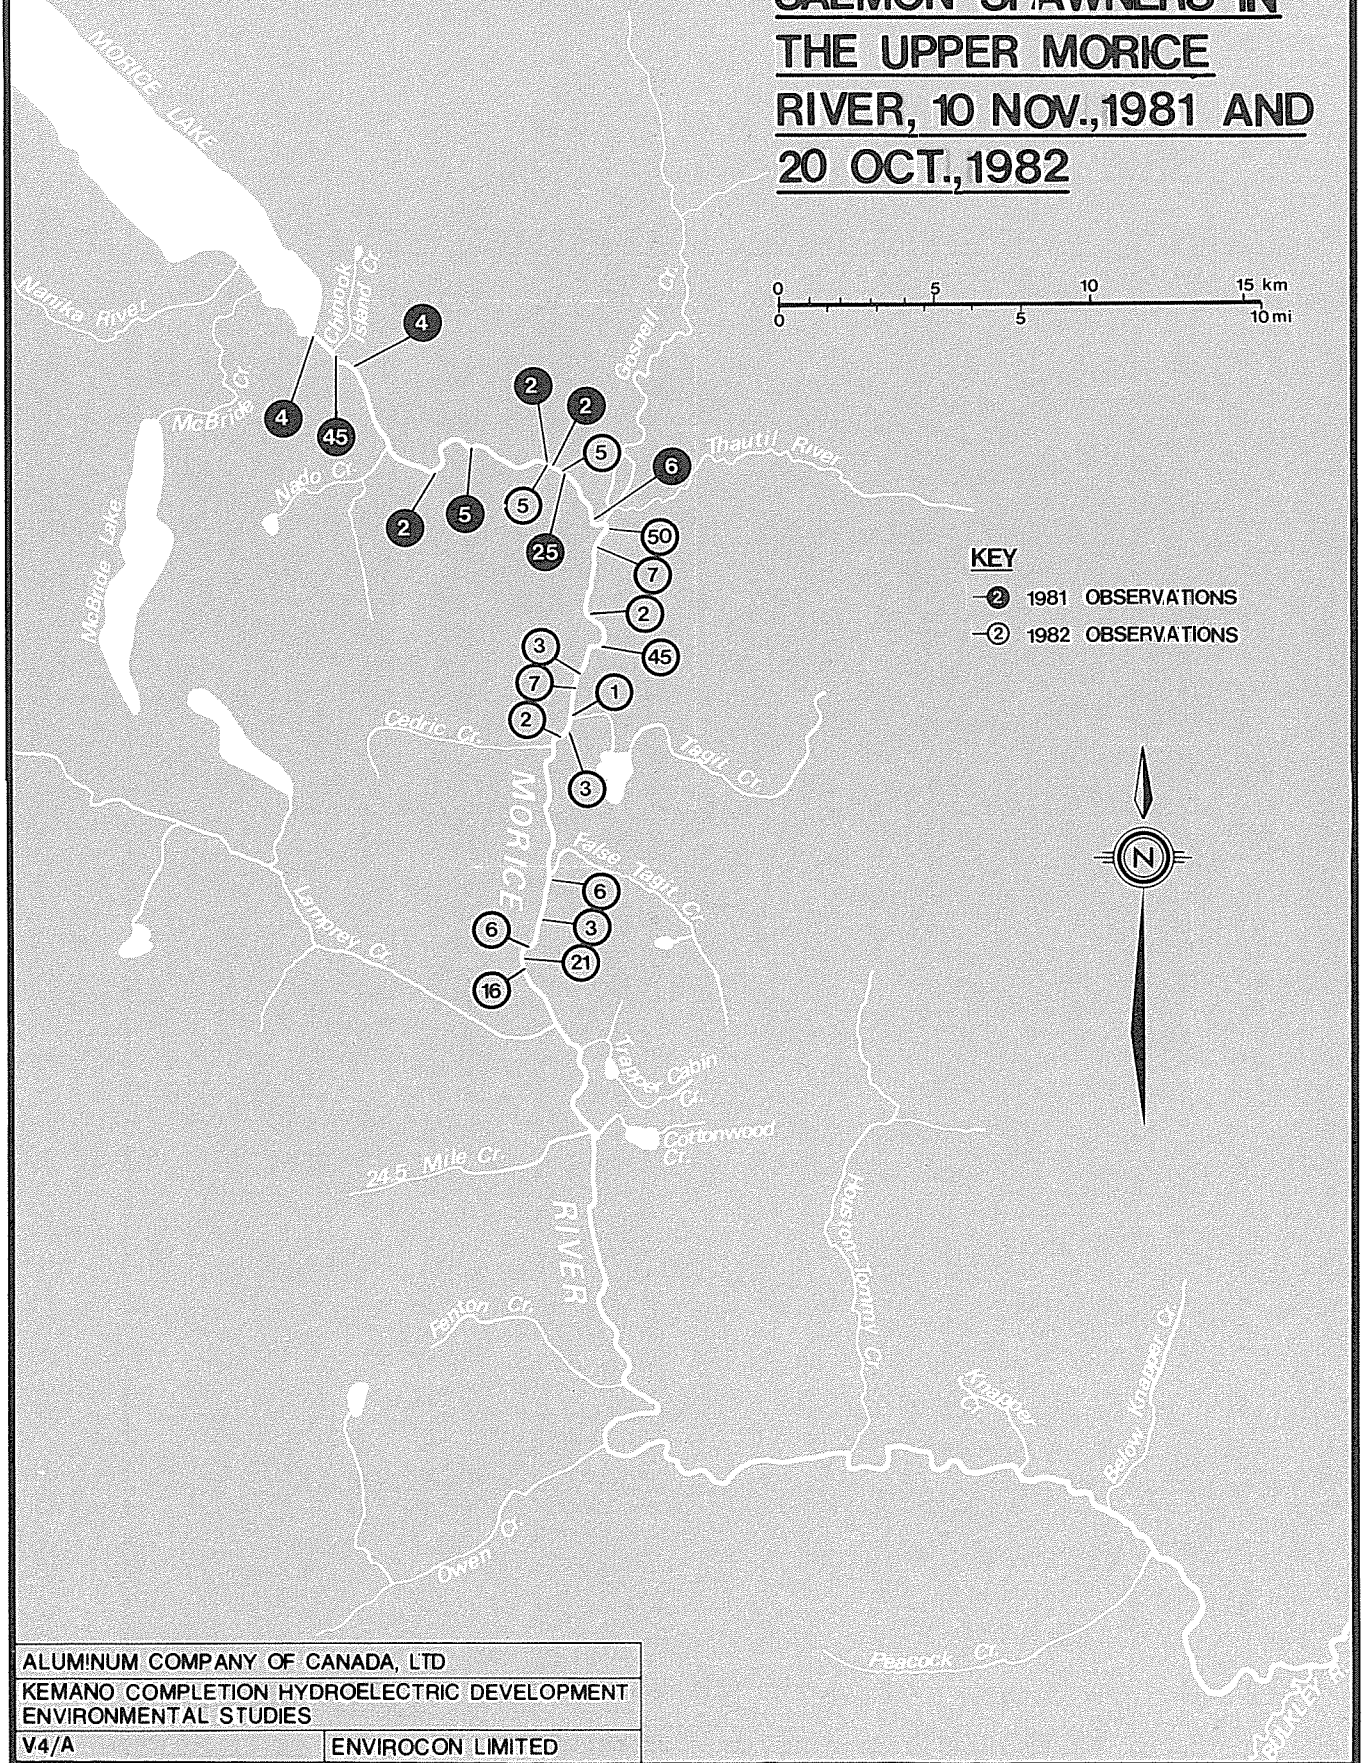 SALMON SPAWNERS IN
THE UPPER MORICE
RIVER, 10 NOV.,1981 AND
20 OCT.,1982
0 5 10 15 km
0 5 10 mi
MORICE LAKE
Nanika River
Chinook
Island Cr.
McBride Cr.
McBride Lake
Nado Cr.
Gosnell Cr.
Thautil River
4
4
45
2
2
5
2
5
5
6
25
50
7
2
45
3
7
1
2
3
KEY
2 1981 OBSERVATIONS
2 1982 OBSERVATIONS
Cedric Cr.
Tagit Cr.
MORICE
False Tagit Cr.
6
3
6
21
16
N
Lamprey Cr.
Trapper Cabin
Cr.
Cottonwood
Cr.
24.5 Mile Cr.
RIVER
Fenton Cr.
Houston Tommy Cr.
Knapper
Cr.
Below Knapper Cr.
Owen Cr.
Peacock Cr.
BULKLEY R.
ALUMINUM COMPANY OF CANADA, LTD
KEMANO COMPLETION HYDROELECTRIC DEVELOPMENT
ENVIRONMENTAL STUDIES
V4/A
ENVIROCON LIMITED